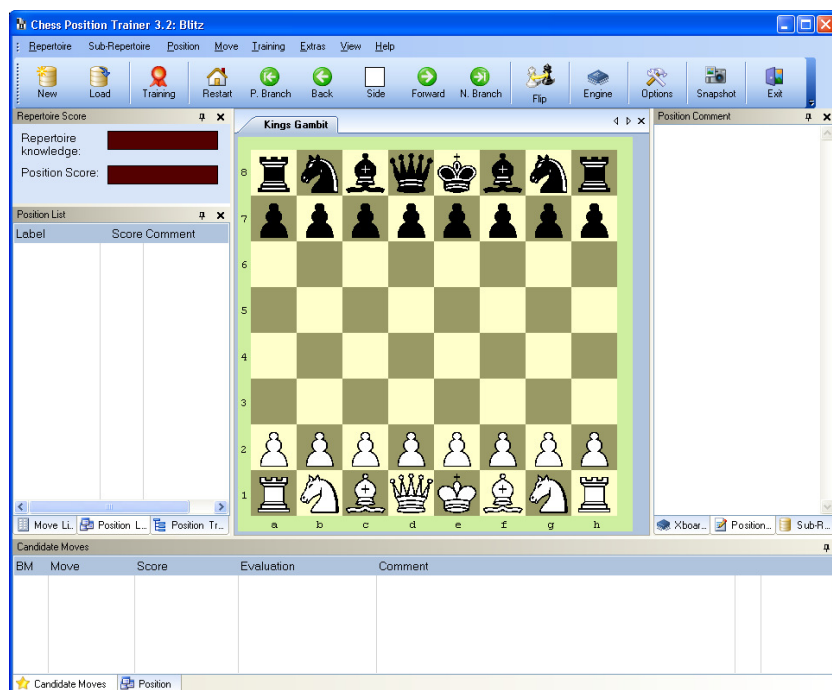 Chess Position Trainer 3.2: Blitz
Repertoire Sub-Repertoire Position Move Training Extras View Help
New Load Training Restart P. Branch Back Side Forward N. Branch Flip Engine Options Snapshot Exit
Repertoire Score
Repertoire
knowledge:
Position Score:
Position List
Label Score Comment
Move Li.. Position L... Position Tr...
Kings Gambit
8
7
6
5
4
3
2
1
a b c d e f g h
Position Comment
Xboar... Position... Sub-R...
Candidate Moves
BM Move Score Evaluation Comment
Candidate Moves Position